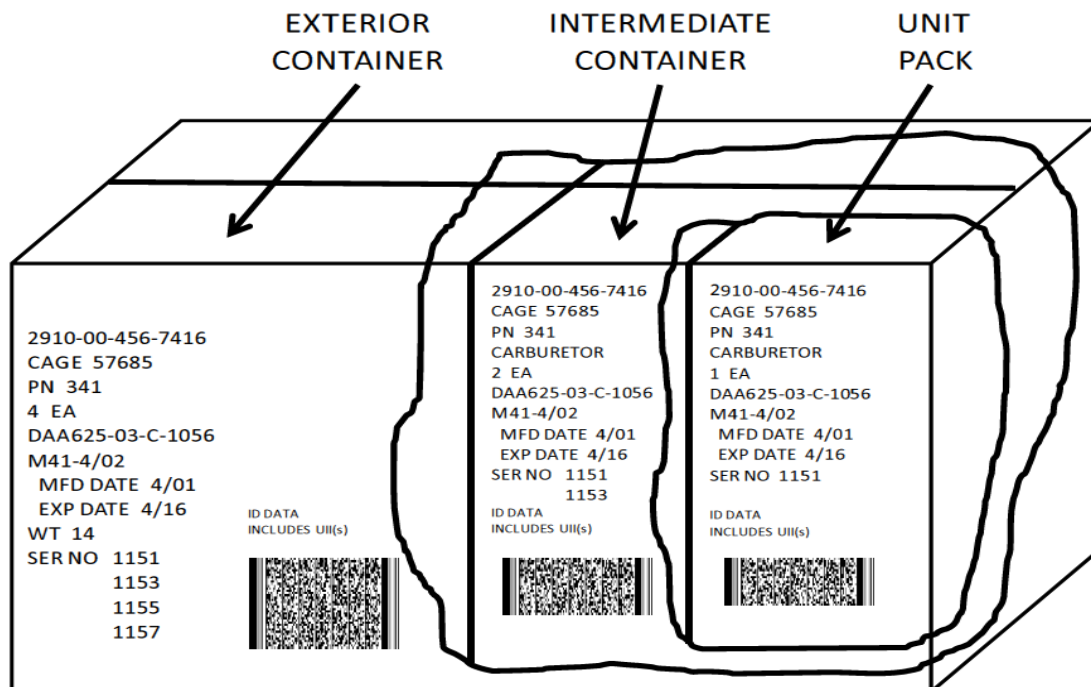 EXTERIOR
CONTAINER
INTERMEDIATE
CONTAINER
UNIT
PACK
2910-00-456-7416
CAGE 57685
PN 341
4 EA
DAA625-03-C-1056
M41-4/02
MFD DATE 4/01
EXP DATE 4/16
WT 14
SER NO 1151
1153
1155
1157
ID DATA
INCLUDES UII(s)
2910-00-456-7416
CAGE 57685
PN 341
CARBURETOR
2 EA
DAA625-03-C-1056
M41-4/02
MFD DATE 4/01
EXP DATE 4/16
SER NO 1151
1153
ID DATA
INCLUDES UII(s)
2910-00-456-7416
CAGE 57685
PN 341
CARBURETOR
1 EA
DAA625-03-C-1056
M41-4/02
MFD DATE 4/01
EXP DATE 4/16
SER NO 1151
ID DATA
INCLUDES UII(s)